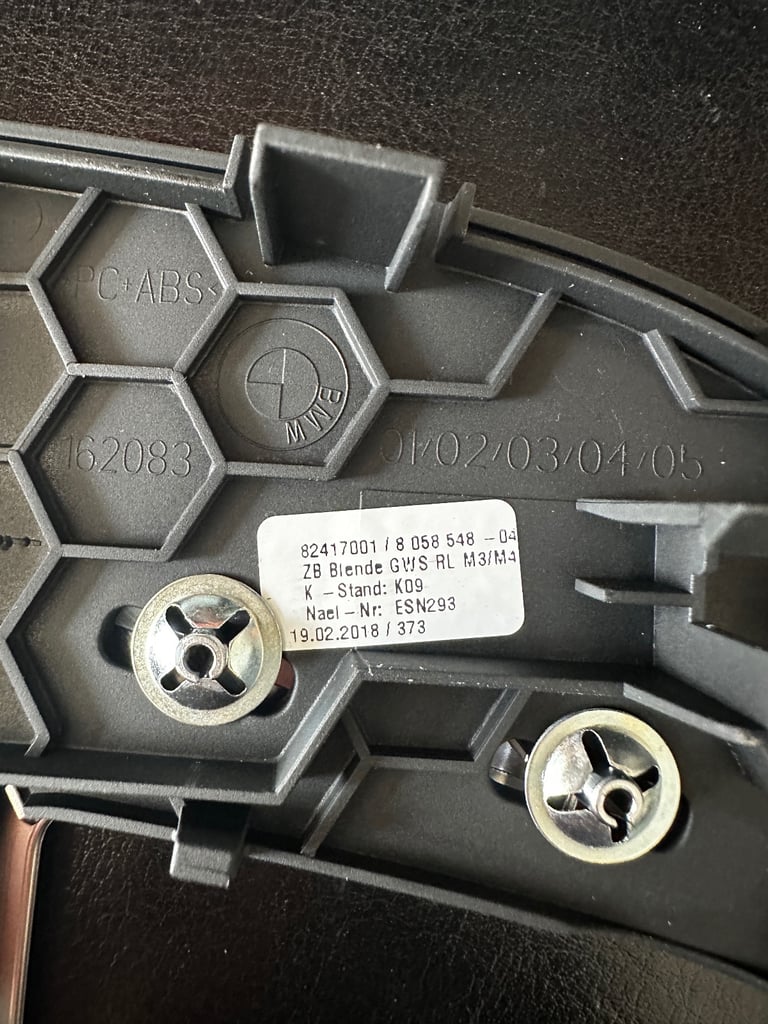 >PC+ABS<
BMW
162083
01/02/03/04/05
82417001 / 8 058 548 - 04
ZB Blende GWS RL M3/M4
K - Stand: K09
Nael - Nr: ESN293
19.02.2018 / 373